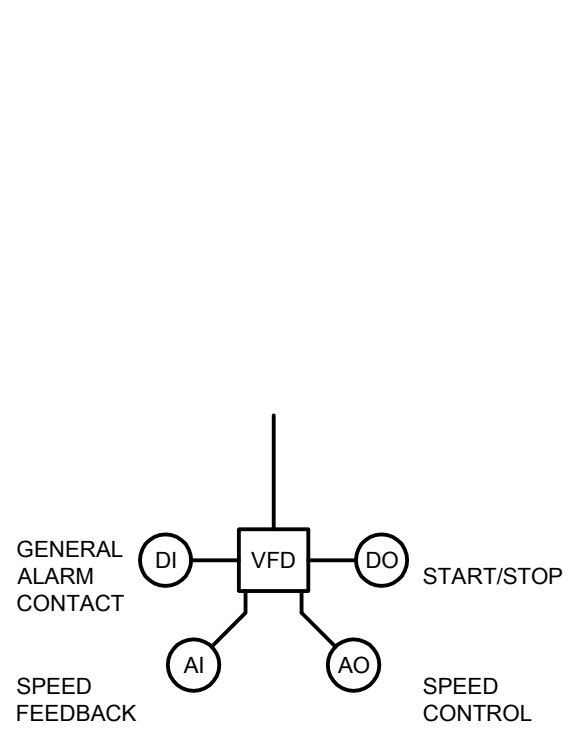 GENERAL
ALARM
CONTACT
DI
VFD
DO
START/STOP
AI
AO
SPEED
FEEDBACK
SPEED
CONTROL